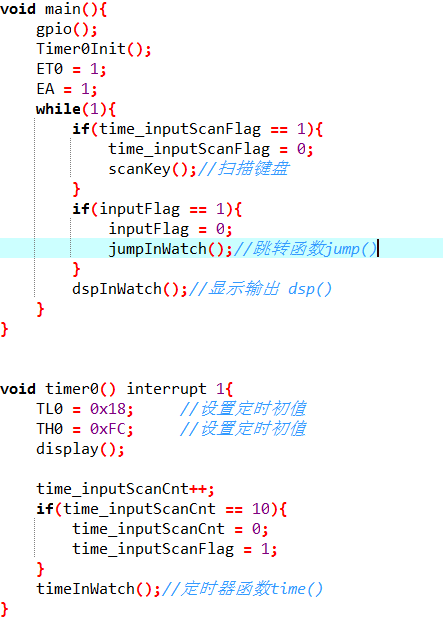 void main(){
gpio();
Timer0Init();
ET0 = 1;
EA = 1;
while(1){
if(time_inputScanFlag == 1){
time_inputScanFlag = 0;
scanKey();//扫描键盘
}
if(inputFlag == 1){
inputFlag = 0;
jumpInWatch();//跳转函数jump()
}
dspInWatch();//显示输出 dsp()
}
}
void timer0() interrupt 1{
TL0 = 0x18; //设置定时初值
TH0 = 0xFC; //设置定时初值
display();
time_inputScanCnt++;
if(time_inputScanCnt == 10){
time_inputScanCnt = 0;
time_inputScanFlag = 1;
}
timeInWatch();//定时器函数time()
}